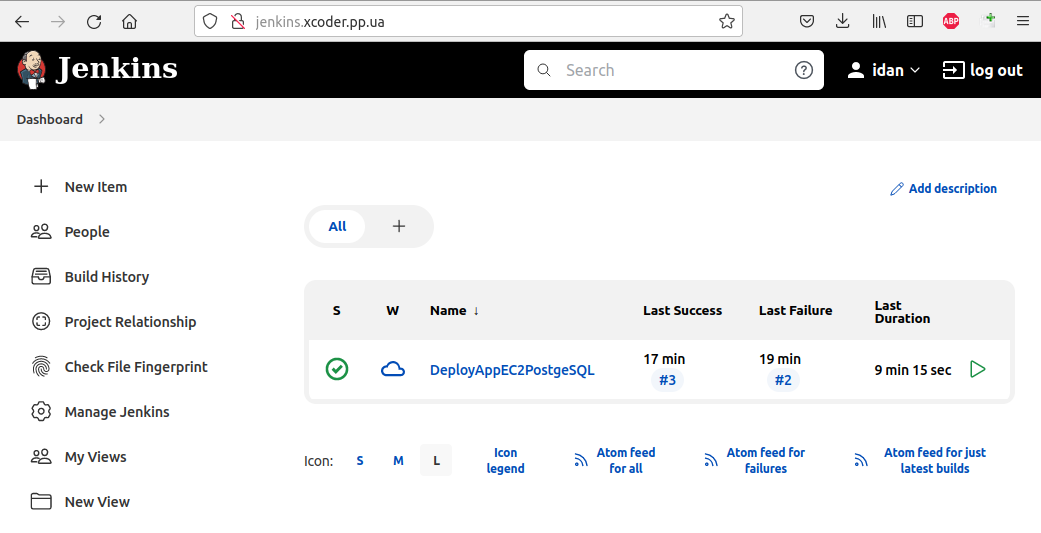 jenkins.xcoder.pp.ua
ABP
Jenkins
Search
idan
log out
Dashboard
New Item
People
Build History
Project Relationship
Check File Fingerprint
Manage Jenkins
My Views
New View
Add description
All
S W Name ↓ Last Success Last Failure Last
Duration
DeployAppEC2PostgeSQL
17 min
#3
19 min
#2
9 min 15 sec
Icon: S M L
Icon
legend
Atom feed
for all
Atom feed for
failures
Atom feed for just
latest builds